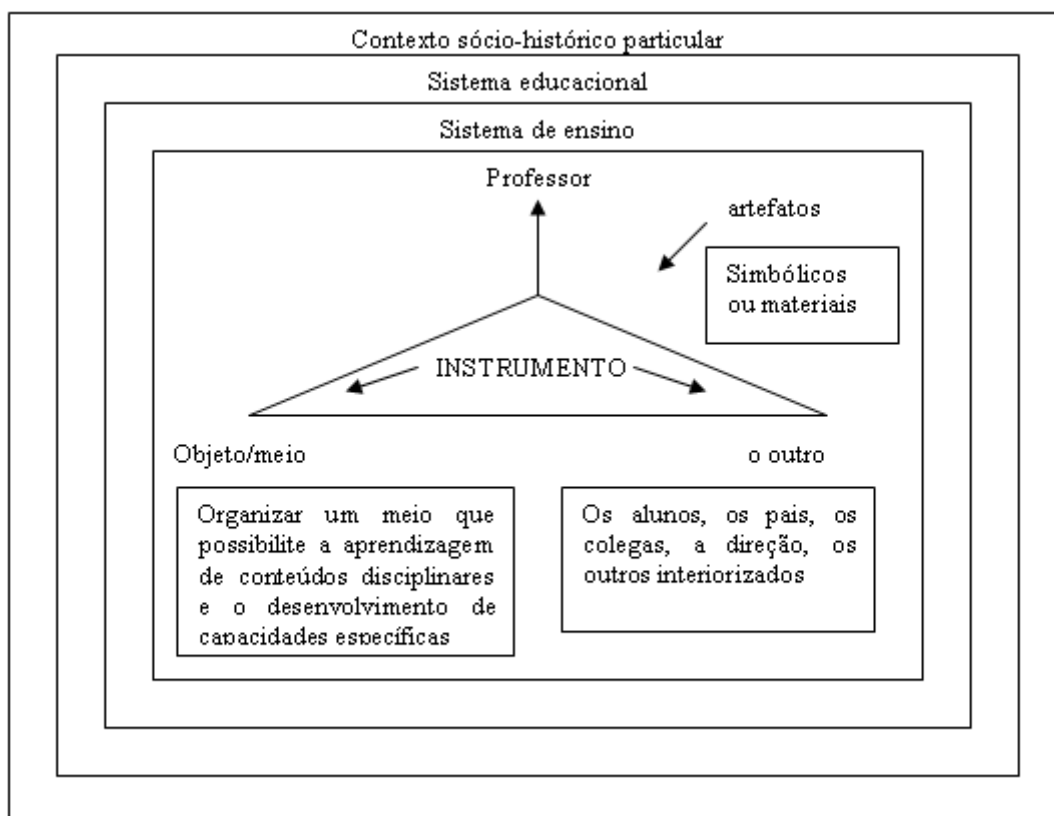 Contexto sócio-histórico particular
Sistema educacional
Sistema de ensino
Professor
artefatos
Simbólicos
ou materiais
INSTRUMENTO
Objeto/meio
o outro
Organizar um meio que
possibilite a aprendizagem
de conteúdos disciplinares
e o desenvolvimento de
capacidades específicas
Os alunos, os pais, os
colegas, a direção, os
outros interiorizados